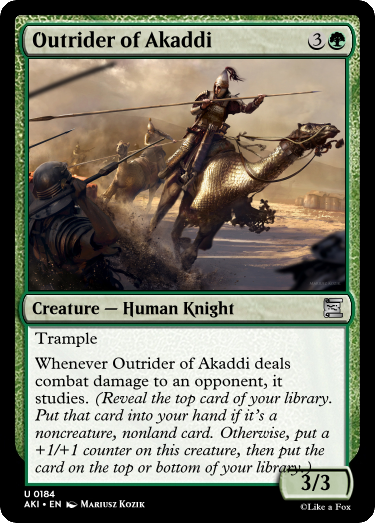 Outrider of Akaddi 3
Creature — Human Knight
Trample
Whenever Outrider of Akaddi deals
combat damage to an opponent, it
studies. (Reveal the top card of your library.
Put that card into your hand if it's a
noncreature, nonland card. Otherwise, put a
+1/+1 counter on this creature, then put the
card on the top or bottom of your library.)
3/3
U 0184
AKI • EN Mariusz Kozik
©Like a Fox